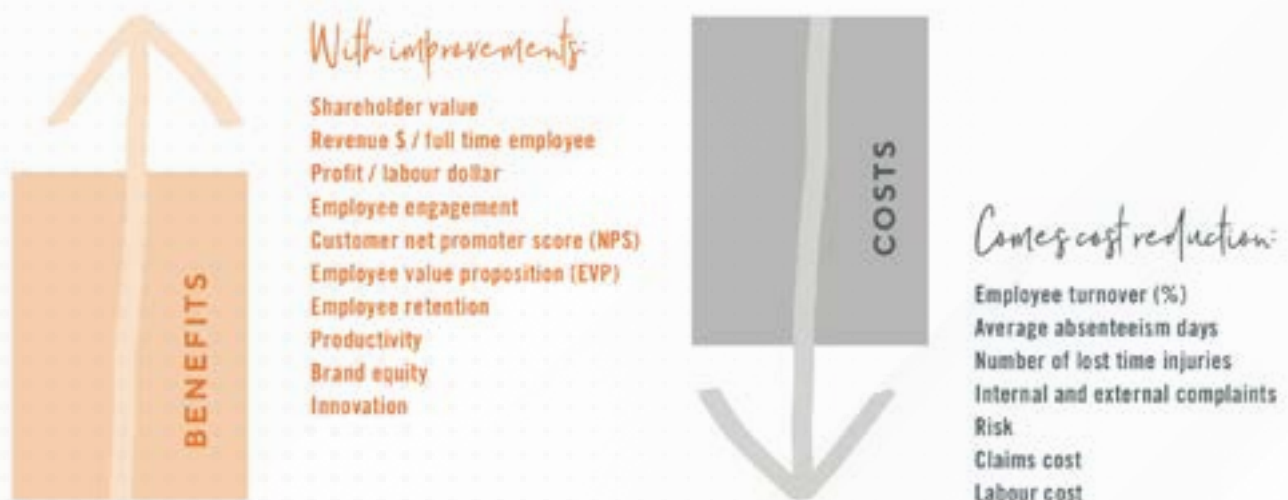 With improvements:
Shareholder value
Revenue $ / full time employee
Profit / labour dollar
Employee engagement
Customer net promoter score (NPS)
Employee value proposition (EVP)
Employee retention
Productivity
Brand equity
Innovation
BENEFITS
COSTS
Comes cost reduction:
Employee turnover (%)
Average absenteeism days
Number of lost time injuries
Internal and external complaints
Risk
Claims cost
Labour cost